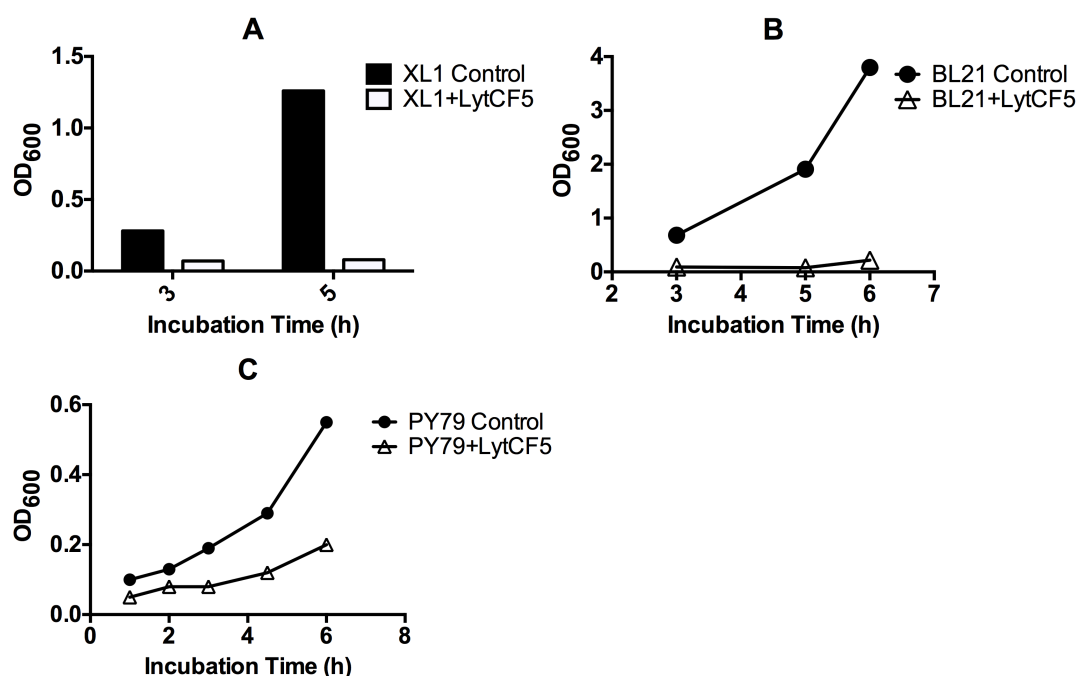 A
XL1 Control
XL1+LytCF5
OD600
1.5
1.0
0.5
0.0
3 5
Incubation Time (h)
B
BL21 Control
BL21+LytCF5
OD600
4
3
2
1
0
2 3 4 5 6 7
Incubation Time (h)
C
PY79 Control
PY79+LytCF5
OD600
0.6
0.4
0.2
0.0
0 2 4 6 8
Incubation Time (h)